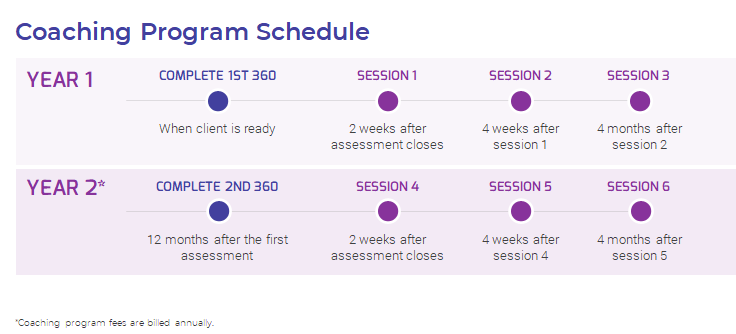 Coaching Program Schedule
YEAR 1
COMPLETE 1ST 360
SESSION 1
SESSION 2
SESSION 3
When client is ready
2 weeks after
assessment closes
4 weeks after
session 1
4 months after
session 2
YEAR 2*
COMPLETE 2ND 360
SESSION 4
SESSION 5
SESSION 6
12 months after the first
assessment
2 weeks after
assessment closes
4 weeks after
session 4
4 months after
session 5
*Coaching program fees are billed annually.